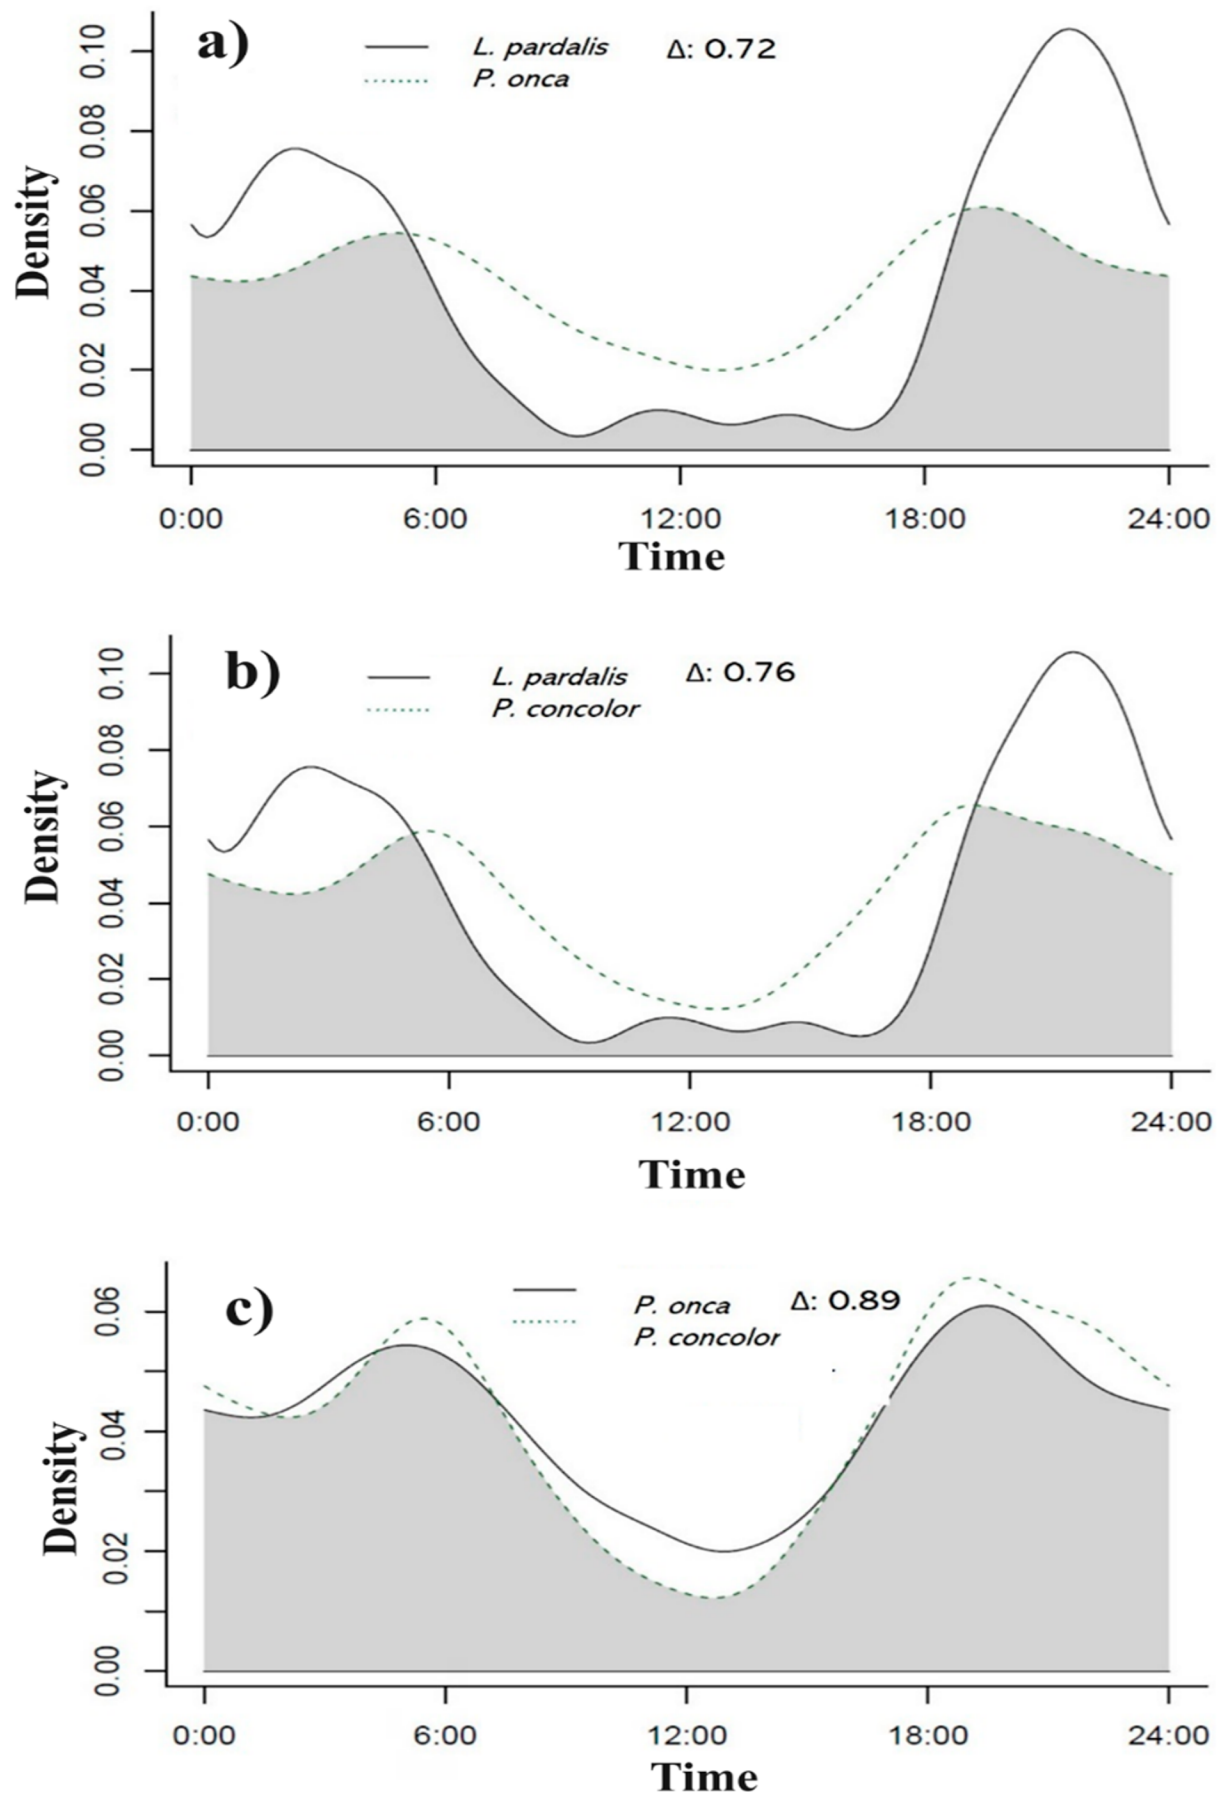 a)
L. pardalis Δ: 0.72
P. onca
Density
0.10
0.08
0.06
0.04
0.02
0.00
0:00 6:00 12:00 18:00 24:00
Time
b)
L. pardalis Δ: 0.76
P. concolor
Density
0.10
0.08
0.06
0.04
0.02
0.00
0:00 6:00 12:00 18:00 24:00
Time
c)
P. onca Δ: 0.89
P. concolor
Density
0.06
0.04
0.02
0.00
0:00 6:00 12:00 18:00 24:00
Time